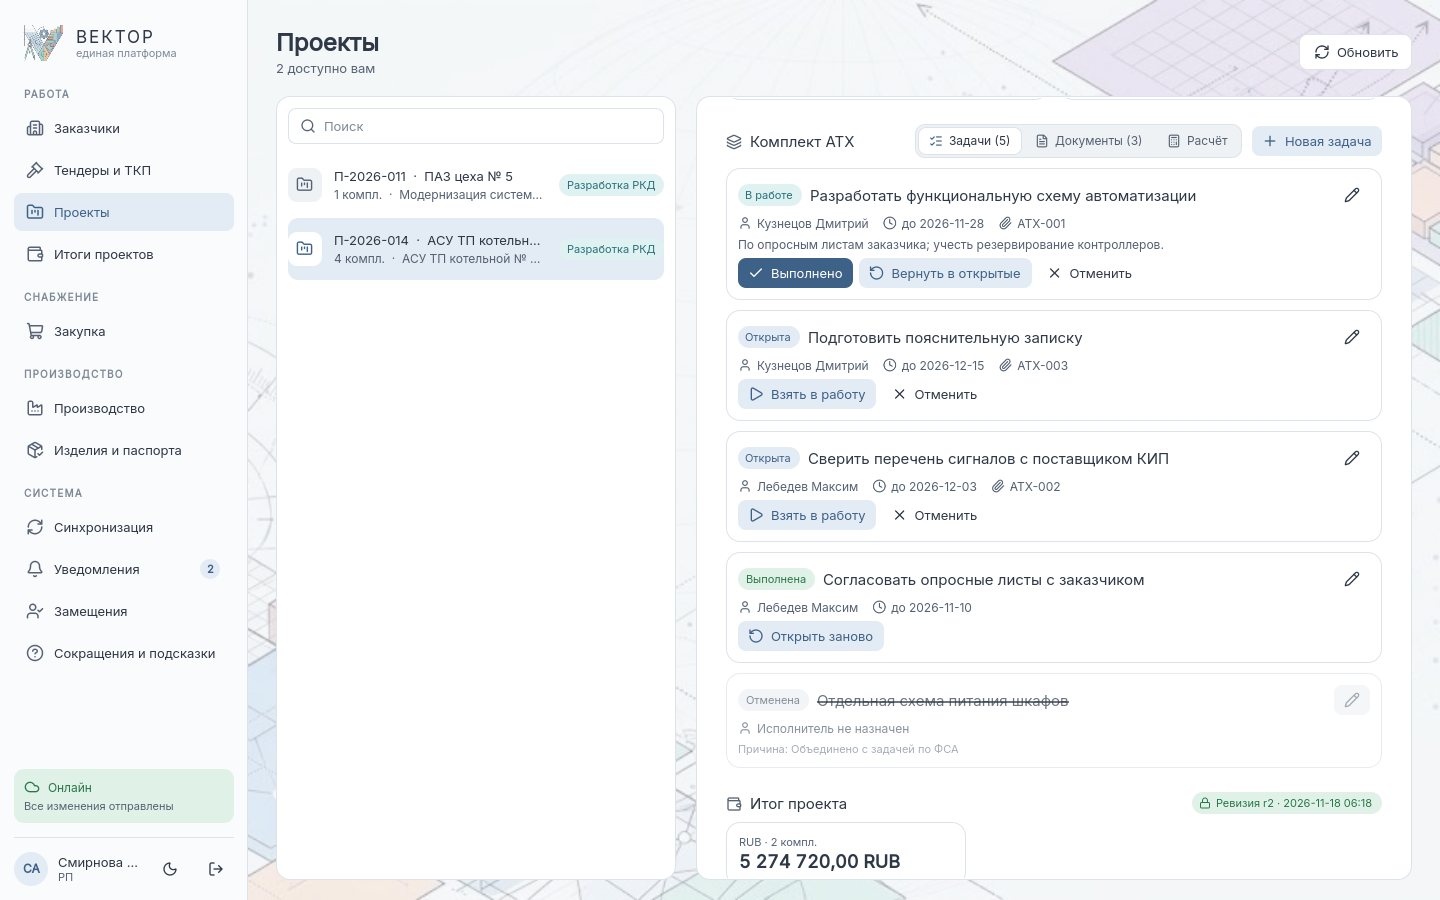 ВЕКТОР
единая платформа
РАБОТА
Заказчики
Тендеры и ТКП
Проекты
Итоги проектов
СНАБЖЕНИЕ
Закупка
ПРОИЗВОДСТВО
Производство
Изделия и паспорта
СИСТЕМА
Синхронизация
Уведомления 2
Замещения
Сокращения и подсказки
Онлайн
Все изменения отправлены
СА
Смирнова ...
РП
Проекты
2 доступно вам
Обновить
Поиск
П-2026-011 · ПАЗ цеха № 5
1 компл. · Модернизация систем...
Разработка РКД
П-2026-014 · АСУ ТП котельн...
4 компл. · АСУ ТП котельной № ...
Разработка РКД
Комплект АТХ
Задачи (5)
Документы (3)
Расчёт
Новая задача
В работе Разработать функциональную схему автоматизации
Кузнецов Дмитрий до 2026-11-28 АТХ-001
По опросным листам заказчика; учесть резервирование контроллеров.
Выполнено Вернуть в открытые Отменить
Открыта Подготовить пояснительную записку
Кузнецов Дмитрий до 2026-12-15 АТХ-003
Взять в работу Отменить
Открыта Сверить перечень сигналов с поставщиком КИП
Лебедев Максим до 2026-12-03 АТХ-002
Взять в работу Отменить
Выполнена Согласовать опросные листы с заказчиком
Лебедев Максим до 2026-11-10
Открыть заново
Отменена Отдельная схема питания шкафов
Исполнитель не назначен
Причина: Объединено с задачей по ФСА
Итог проекта
Ревизия r2 · 2026-11-18 06:18
RUB · 2 компл.
5 274 720,00 RUB